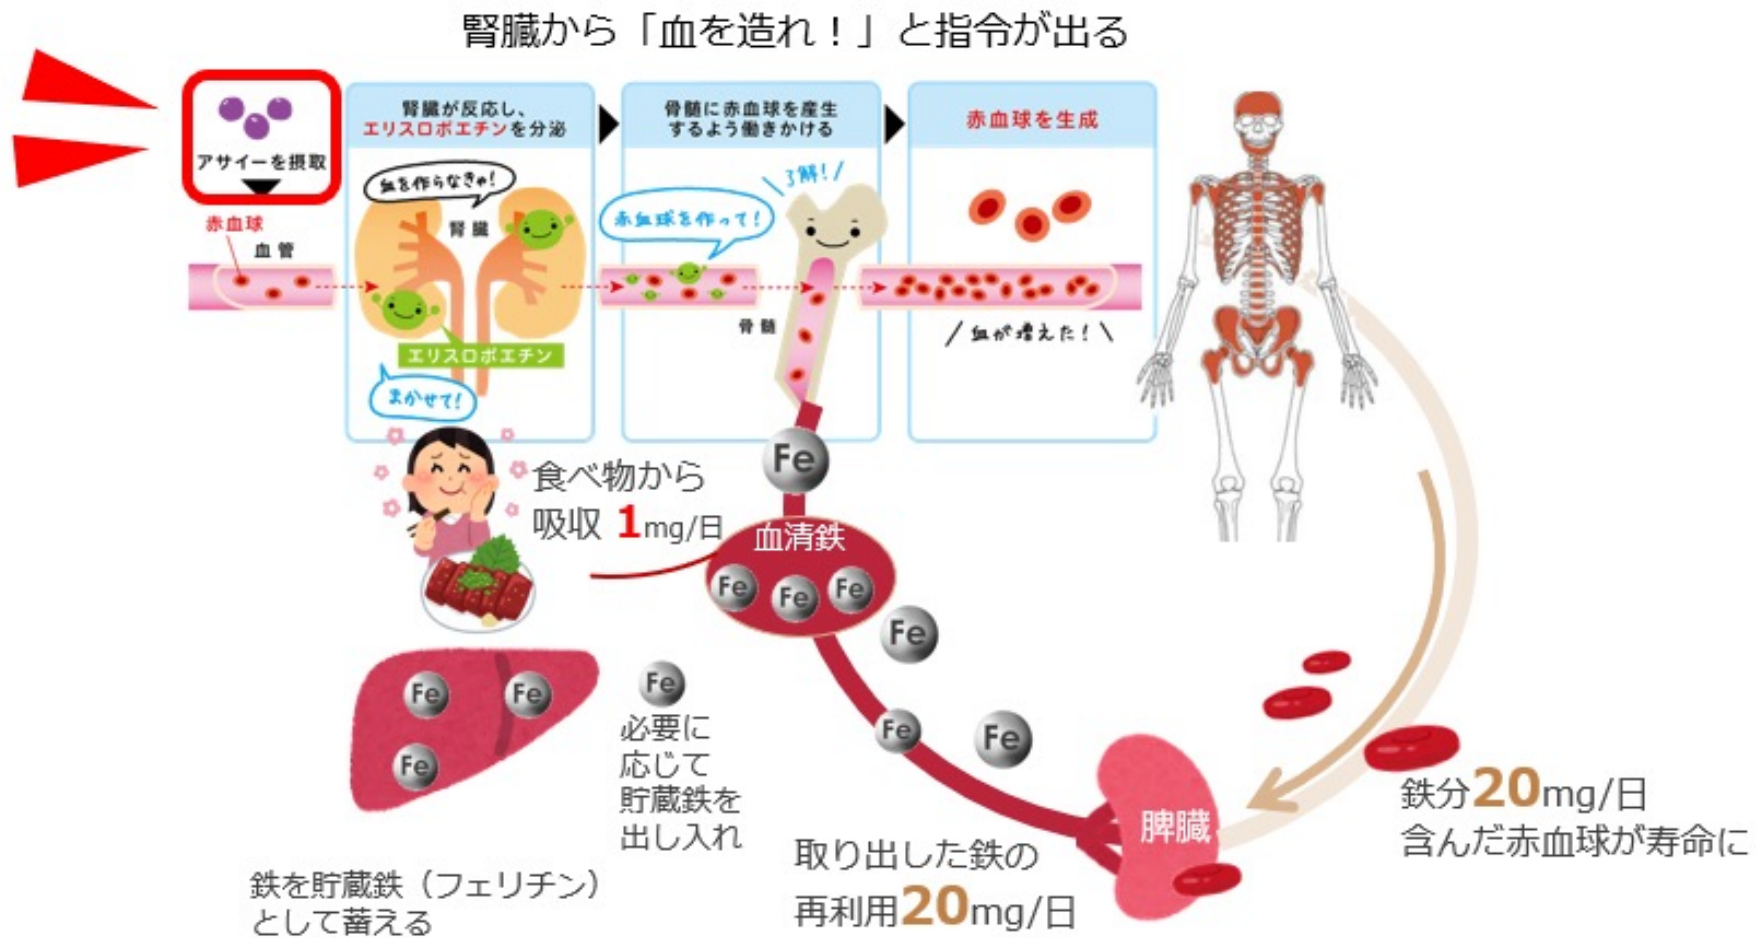 腎臓から「血を造れ！」と指令が出る
アサイーを摂取
赤血球
血管
腎臓が反応し、
エリスロポエチンを分泌
血を作らなきゃ！
腎臓
エリスロポエチン
まかせて！
骨髄に赤血球を産生
するよう働きかける
了解！
赤血球を作って！
骨髄
赤血球を生成
血が増えた！
食べ物から
吸収 1mg/日
Fe
血清鉄
Fe
Fe
Fe
Fe
Fe
Fe
Fe
Fe
Fe
Fe
必要に
応じて
貯蔵鉄を
出し入れ
鉄を貯蔵鉄（フェリチン）
として蓄える
取り出した鉄の
再利用20mg/日
脾臓
鉄分20mg/日
含んだ赤血球が寿命に